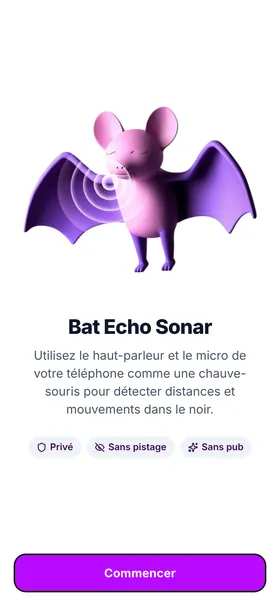 Bat Echo Sonar
Utilisez le haut-parleur et le micro de
votre téléphone comme une chauve-
souris pour détecter distances et
mouvements dans le noir.
Privé Sans pistage Sans pub
Commencer